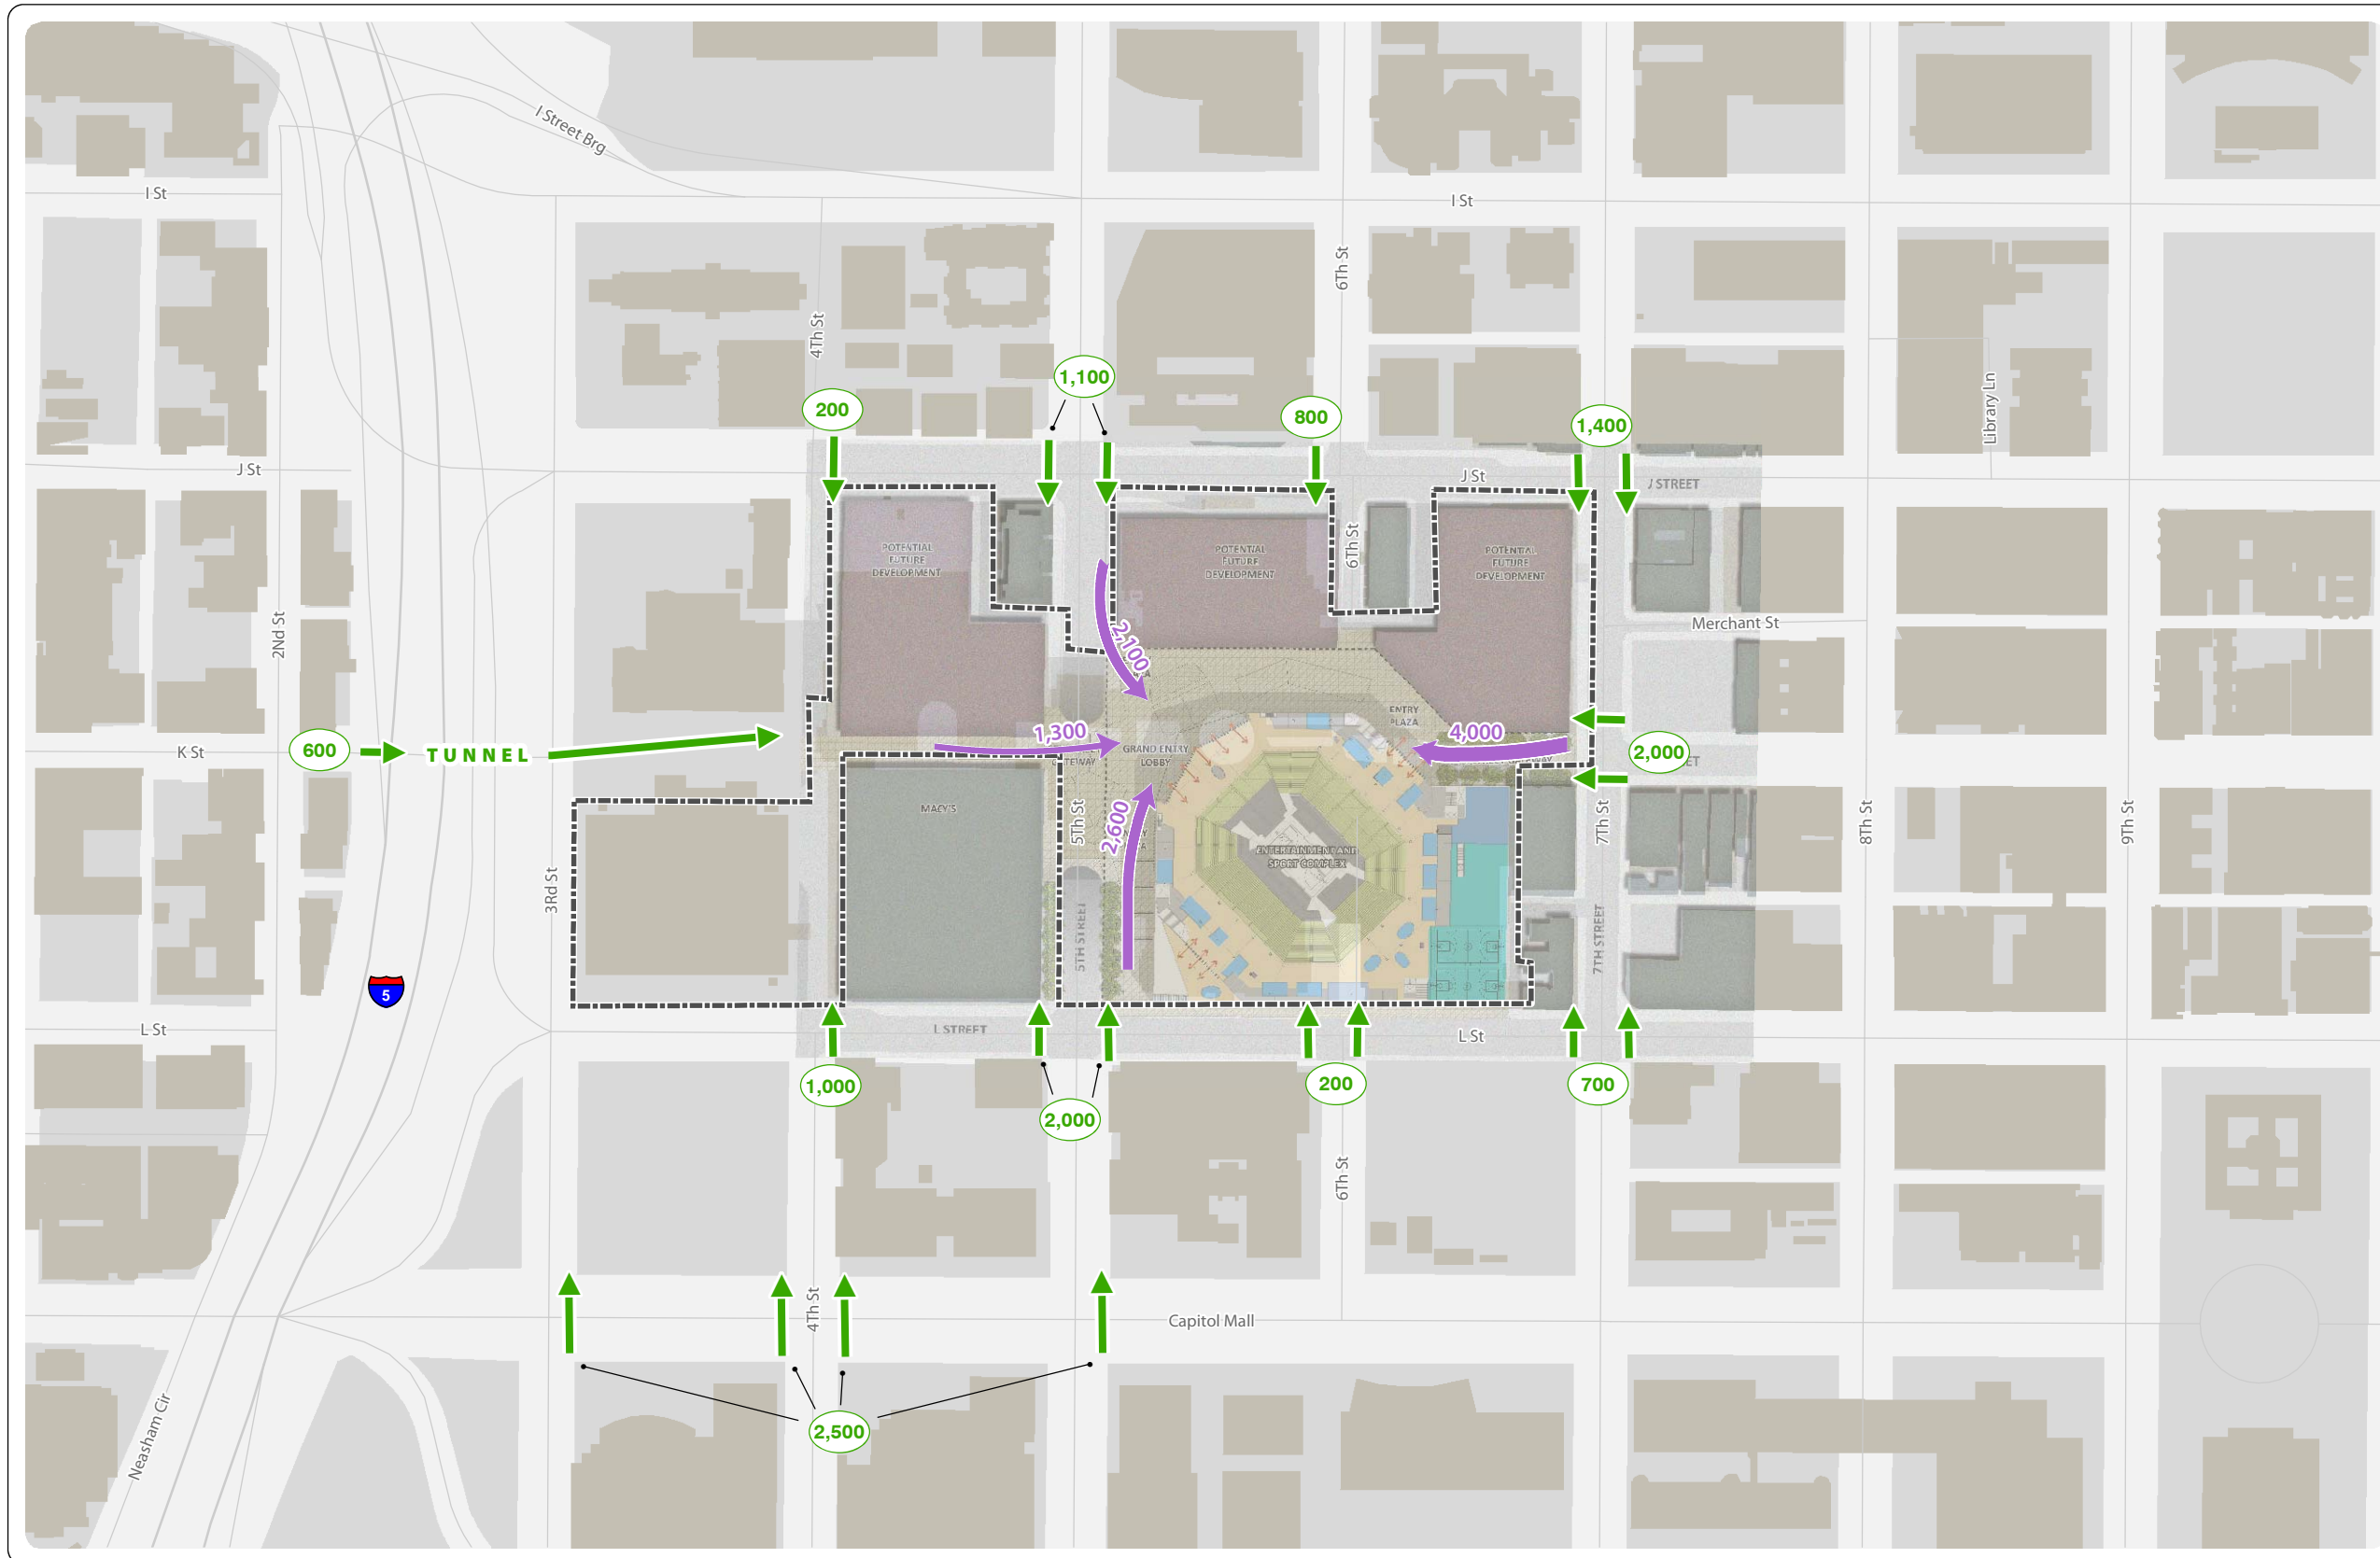 I Street Brg
I St
I St
6Th St
4Th St
1,100
200
800
1,400
Library Ln
J St
J St
J STREET
POTENTIAL
FUTURE
DEVELOPMENT
POTENTIAL
FUTURE
DEVELOPMENT
6Th St
POTENTIAL
FUTURE
DEVELOPMENT
2Nd St
Merchant St
2,100
ENTRY
PLAZA
600
TUNNEL
K St
1,300
GRAND ENTRY
LOBBY
4,000
2,000
MACY'S
5Th St
2,600
7Th St
8Th St
9Th St
ENTERTAINMENT AND
SPORT COMPLEX
3Rd St
5TH STREET
7TH STREET
5
L St
L STREET
L St
1,000
2,000
200
700
6Th St
4Th St
Capitol Mall
Neasham Cir
2,500